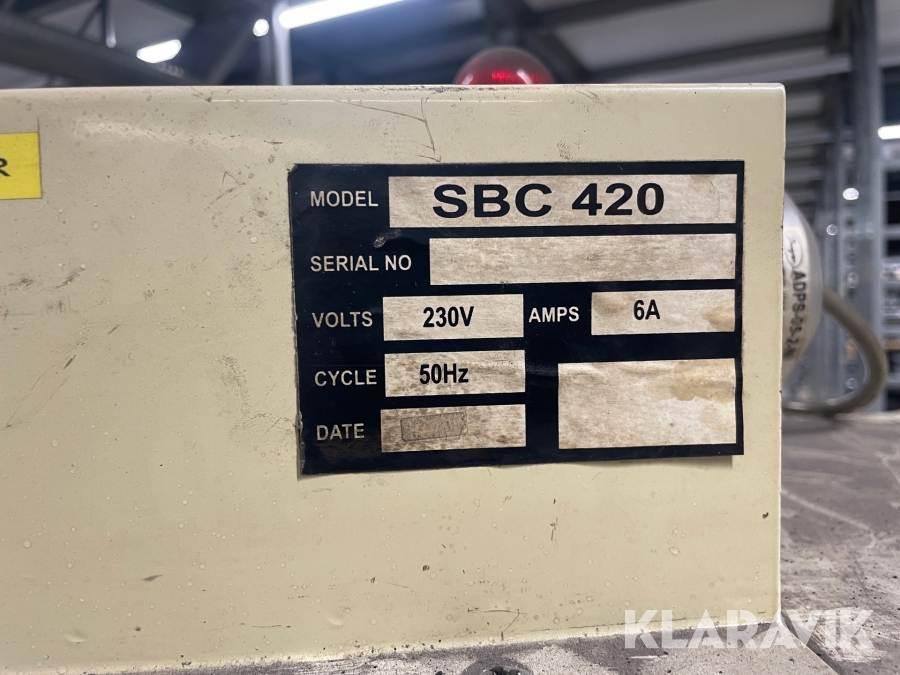 R
MODEL SBC 420
SERIAL NO
VOLTS 230V AMPS 6A
CYCLE 50Hz
DATE
KLARAVIK